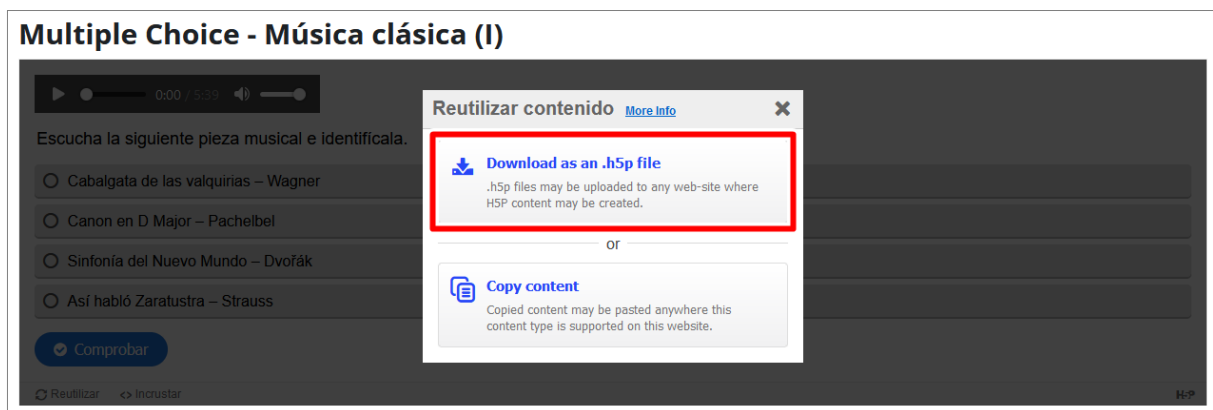 Multiple Choice - Música clásica (I)
0:00 / 5:39
Escucha la siguiente pieza musical e identifícala.
Cabalgata de las valquirias – Wagner
Canon en D Major – Pachelbel
Sinfonía del Nuevo Mundo – Dvořák
Así habló Zaratustra – Strauss
Comprobar
Reutilizar <> Incrustar
H-P
Reutilizar contenido More Info
Download as an .h5p file
.h5p files may be uploaded to any web-site where
H5P content may be created.
or
Copy content
Copied content may be pasted anywhere this
content type is supported on this website.